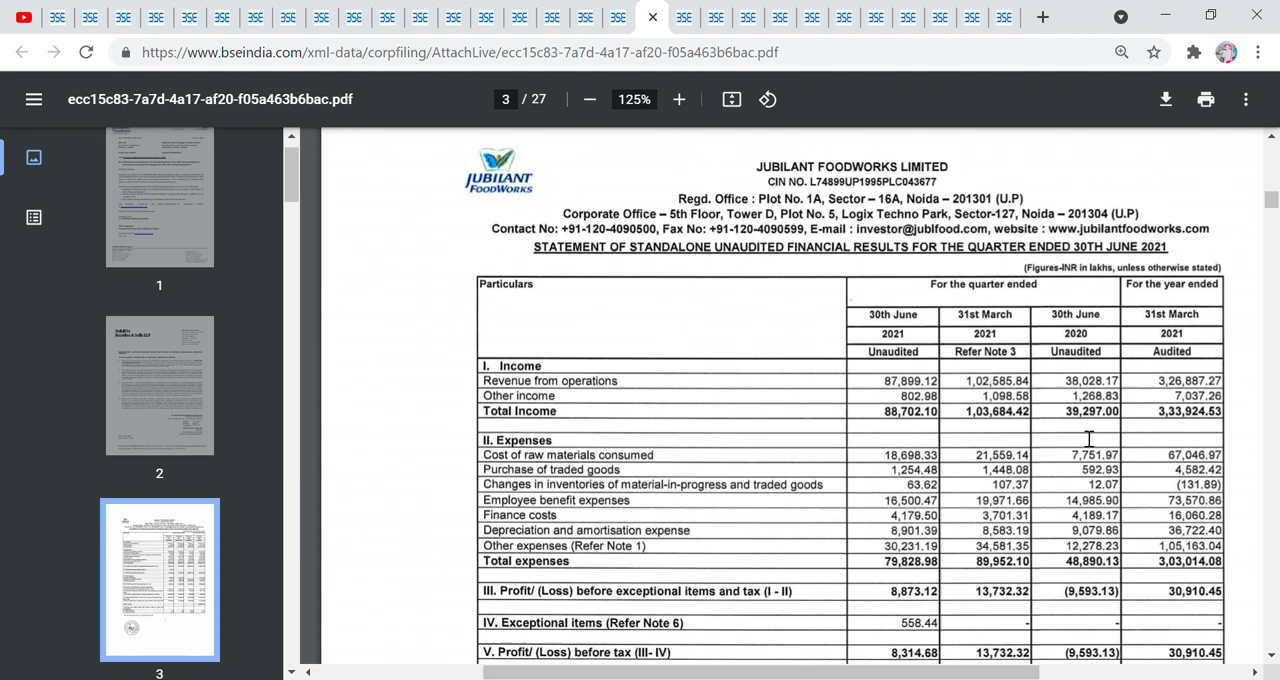 https://www.bseindia.com/xml-data/corpfiling/AttachLive/ecc15c83-7a7d-4a17-af20-f05a463b6bac.pdf
ecc15c83-7a7d-4a17-af20-f05a463b6bac.pdf
3 / 27
125%
1
2
3
JUBILANT
FOODWORKS
JUBILANT FOODWORKS LIMITED
CIN NO. L74899UP1995PLC043677
Regd. Office : Plot No. 1A, Sector – 16A, Noida – 201301 (U.P)
Corporate Office – 5th Floor, Tower D, Plot No. 5, Logix Techno Park, Sector-127, Noida – 201304 (U.P)
Contact No: +91-120-4090500, Fax No: +91-120-4090599, E-mail : investor@jublfood.com, website : www.jubilantfoodworks.com
STATEMENT OF STANDALONE UNAUDITED FINANCIAL RESULTS FOR THE QUARTER ENDED 30TH JUNE 2021
(Figures-INR in lakhs, unless otherwise stated)
Particulars For the quarter ended For the year ended
30th June 31st March 30th June 31st March
2021 2021 2020 2021
Unaudited Refer Note 3 Unaudited Audited
I. Income
Revenue from operations 87,899.12 1,02,585.84 38,028.17 3,26,887.27
Other income 802.98 1,098.58 1,268.83 7,037.26
Total Income 88,702.10 1,03,684.42 39,297.00 3,33,924.53
II. Expenses
Cost of raw materials consumed 18,698.33 21,559.14 7,751.97 67,046.97
Purchase of traded goods 1,254.48 1,448.08 592.93 4,582.42
Changes in inventories of material-in-progress and traded goods 63.62 107.37 12.07 (131.89)
Employee benefit expenses 16,500.47 19,971.66 14,985.90 73,570.86
Finance costs 4,179.50 3,701.31 4,189.17 16,060.28
Depreciation and amortisation expense 8,901.39 8,583.19 9,079.86 36,722.40
Other expenses (Refer Note 1) 30,231.19 34,581.35 12,278.23 1,05,163.04
Total expenses 79,828.98 89,952.10 48,890.13 3,03,014.08
III. Profit/ (Loss) before exceptional items and tax (I - II) 8,873.12 13,732.32 (9,593.13) 30,910.45
IV. Exceptional items (Refer Note 6) 558.44 - - -
V. Profit/ (Loss) before tax (III- IV) 8,314.68 13,732.32 (9,593.13) 30,910.45